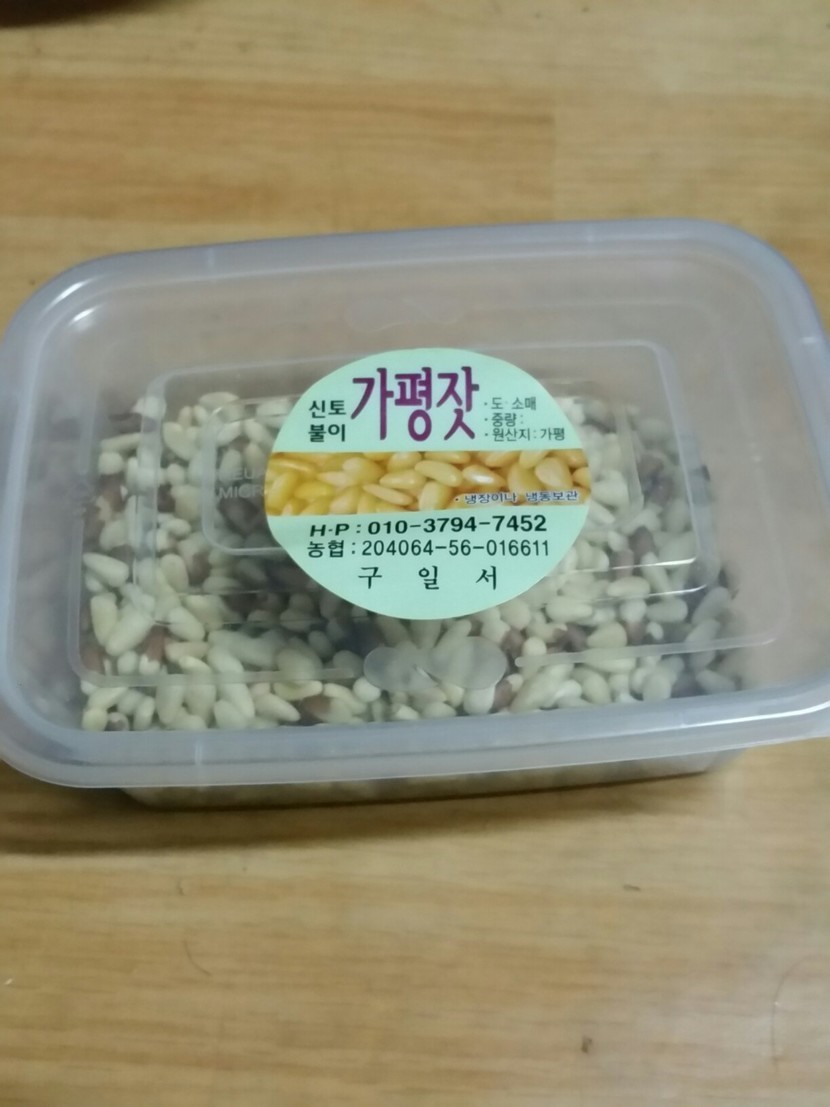 신토
불이
가평잣
· 도· 소매
· 중량 :
· 원산지 : 가평
· 냉장이나 냉동보관
H·P : 010-3794-7452
농협 : 204064-56-016611
구 일 서